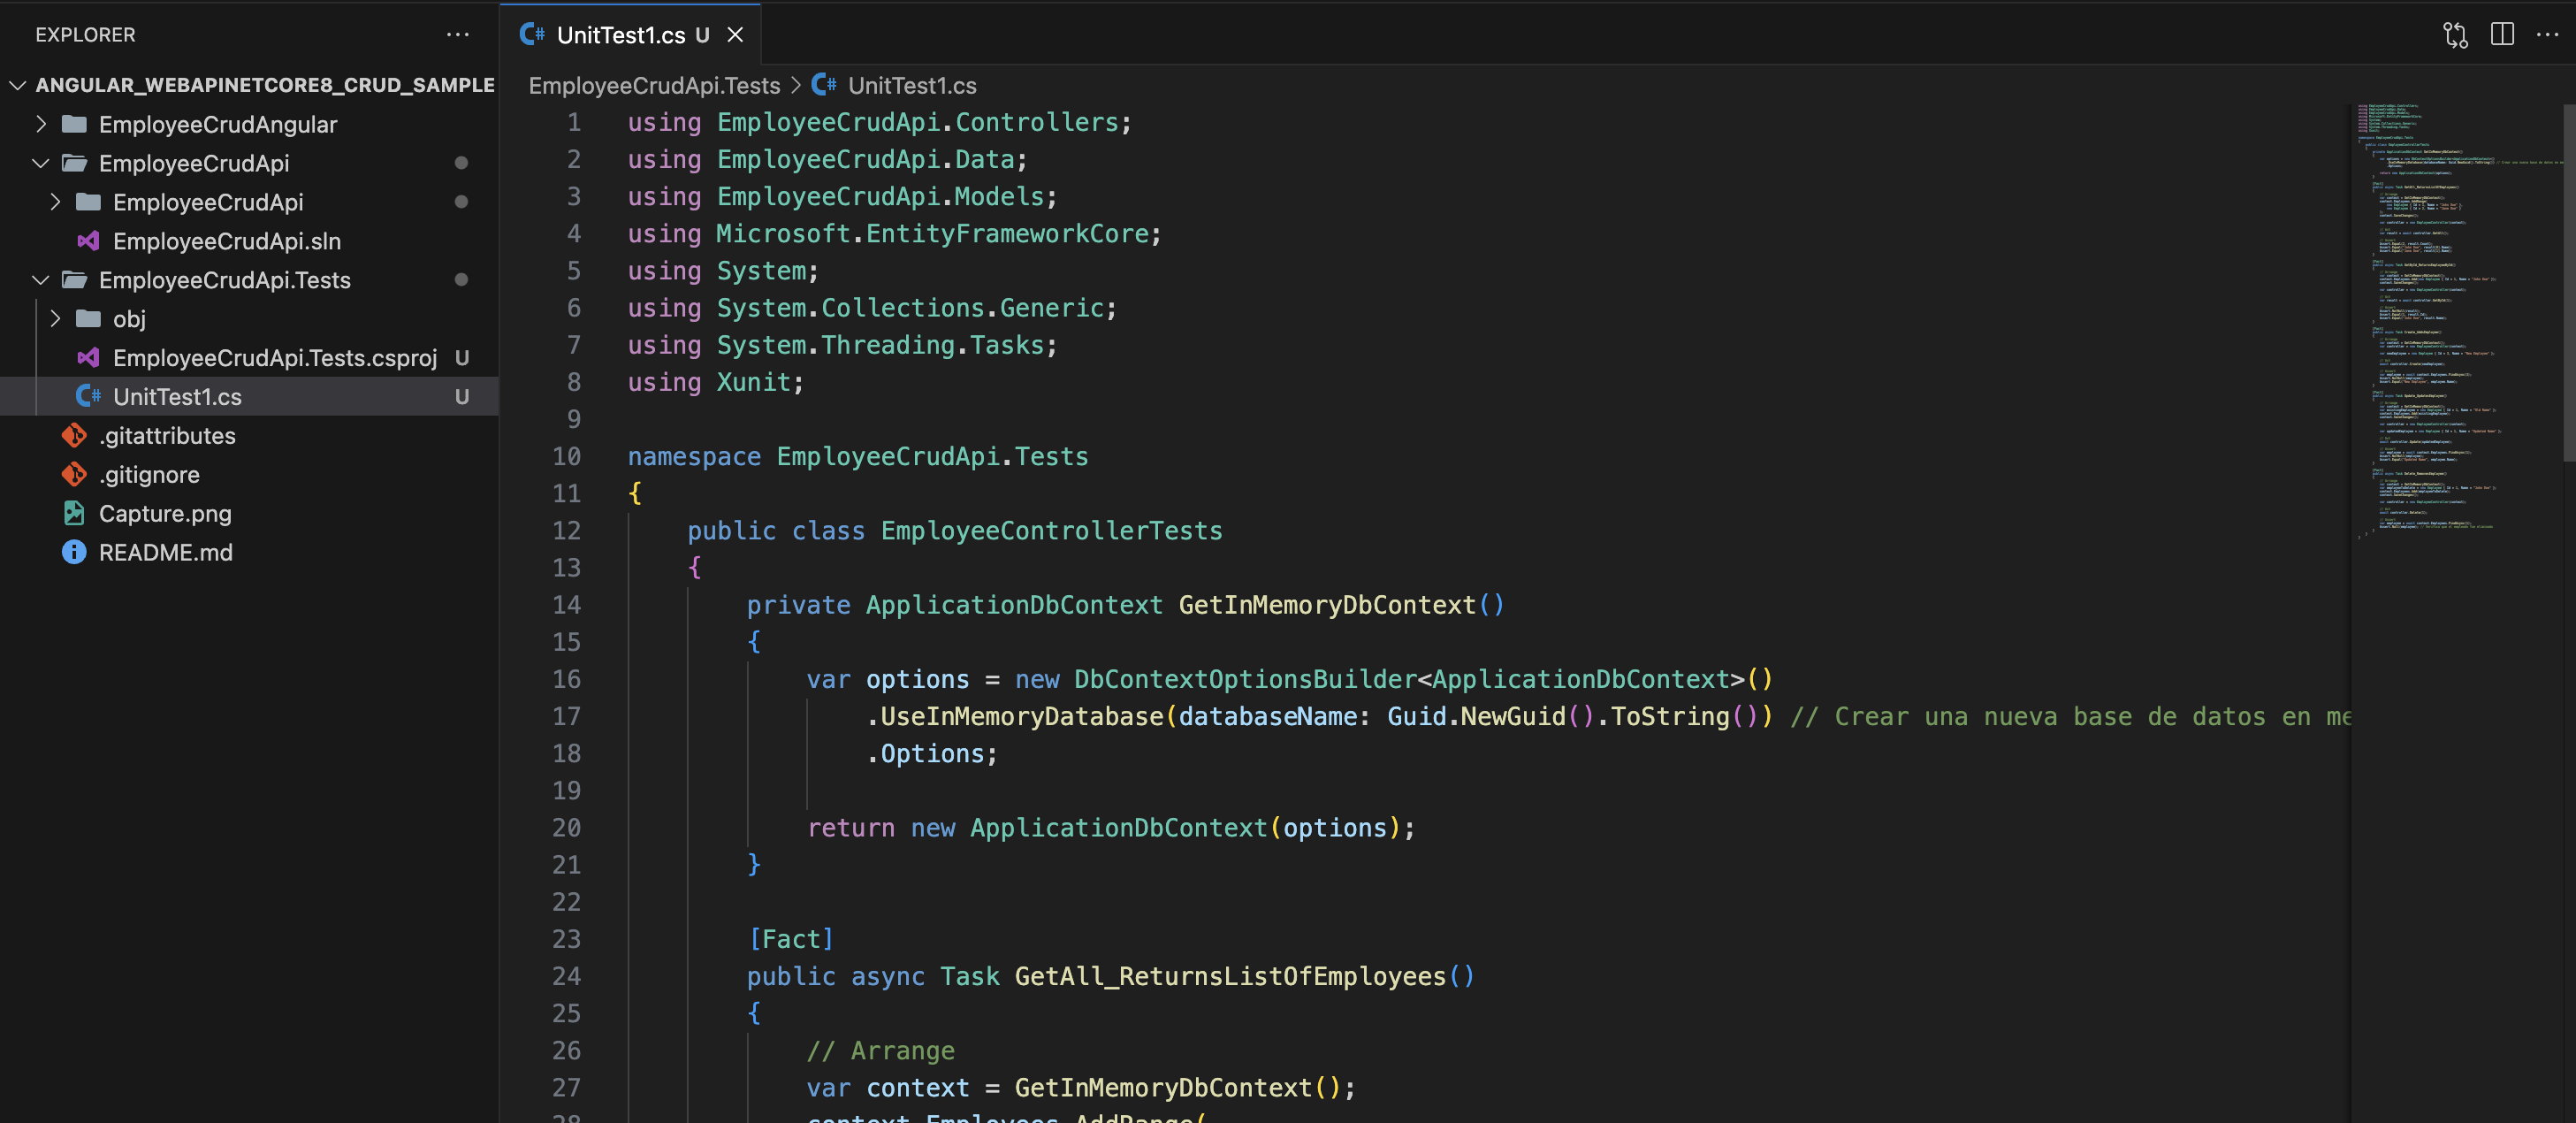 EXPLORER
ANGULAR_WEBAPINETCORE8_CRUD_SAMPLE
EmployeeCrudAngular
EmployeeCrudApi
EmployeeCrudApi
EmployeeCrudApi.sln
EmployeeCrudApi.Tests
obj
EmployeeCrudApi.Tests.csproj U
UnitTest1.cs U
.gitattributes
.gitignore
Capture.png
README.md
UnitTest1.cs U
EmployeeCrudApi.Tests > UnitTest1.cs
1 using EmployeeCrudApi.Controllers;
2 using EmployeeCrudApi.Data;
3 using EmployeeCrudApi.Models;
4 using Microsoft.EntityFrameworkCore;
5 using System;
6 using System.Collections.Generic;
7 using System.Threading.Tasks;
8 using Xunit;
9
10 namespace EmployeeCrudApi.Tests
11 {
12 public class EmployeeControllerTests
13 {
14 private ApplicationDbContext GetInMemoryDbContext()
15 {
16 var options = new DbContextOptionsBuilder<ApplicationDbContext>()
17 .UseInMemoryDatabase(databaseName: Guid.NewGuid().ToString()) // Crear una nueva base de datos en me
18 .Options;
19
20 return new ApplicationDbContext(options);
21 }
22
23 [Fact]
24 public async Task GetAll_ReturnsListOfEmployees()
25 {
26 // Arrange
27 var context = GetInMemoryDbContext();
28 context.Employees.AddRange(